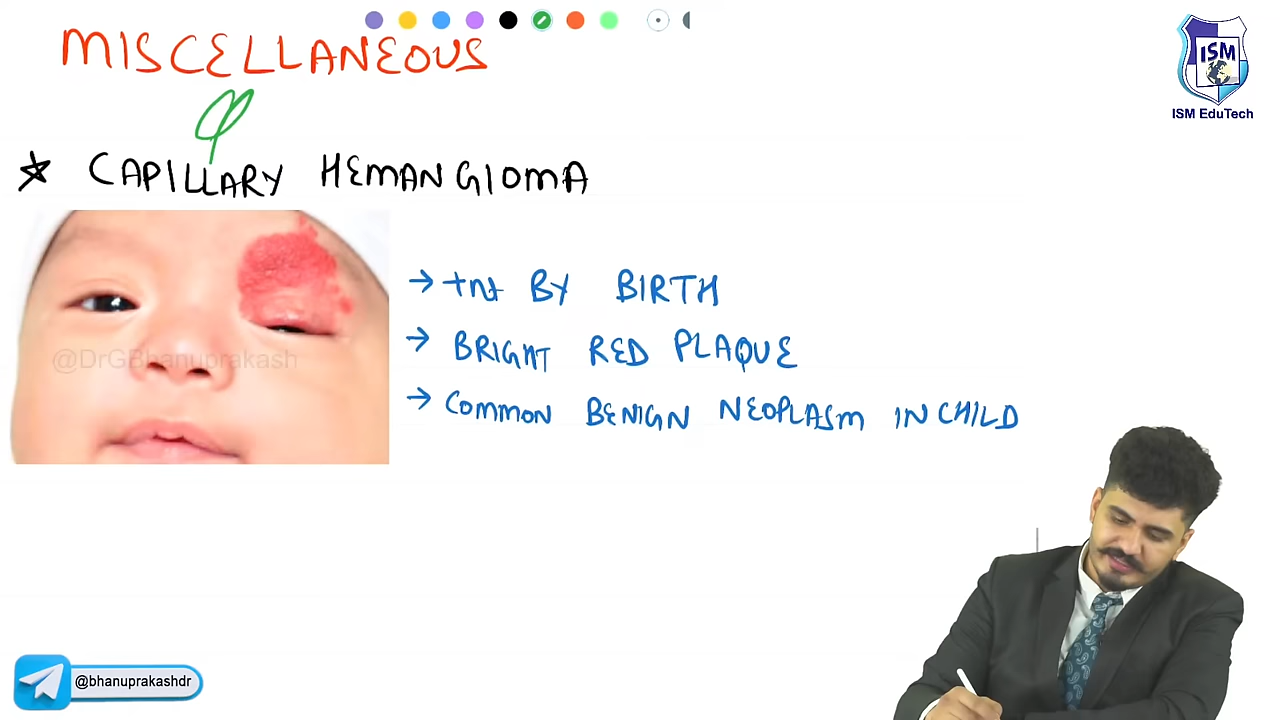 MISCELLANEOUS
ISM
ISM EduTech
★ CAPILLARY HEMANGIOMA
→ +nt BY BIRTH
@DrGBhanuprakash
→ BRIGHT RED PLAQUE
→ COMMON BENIGN NEOPLASM IN CHILD
@bhanuprakashdr